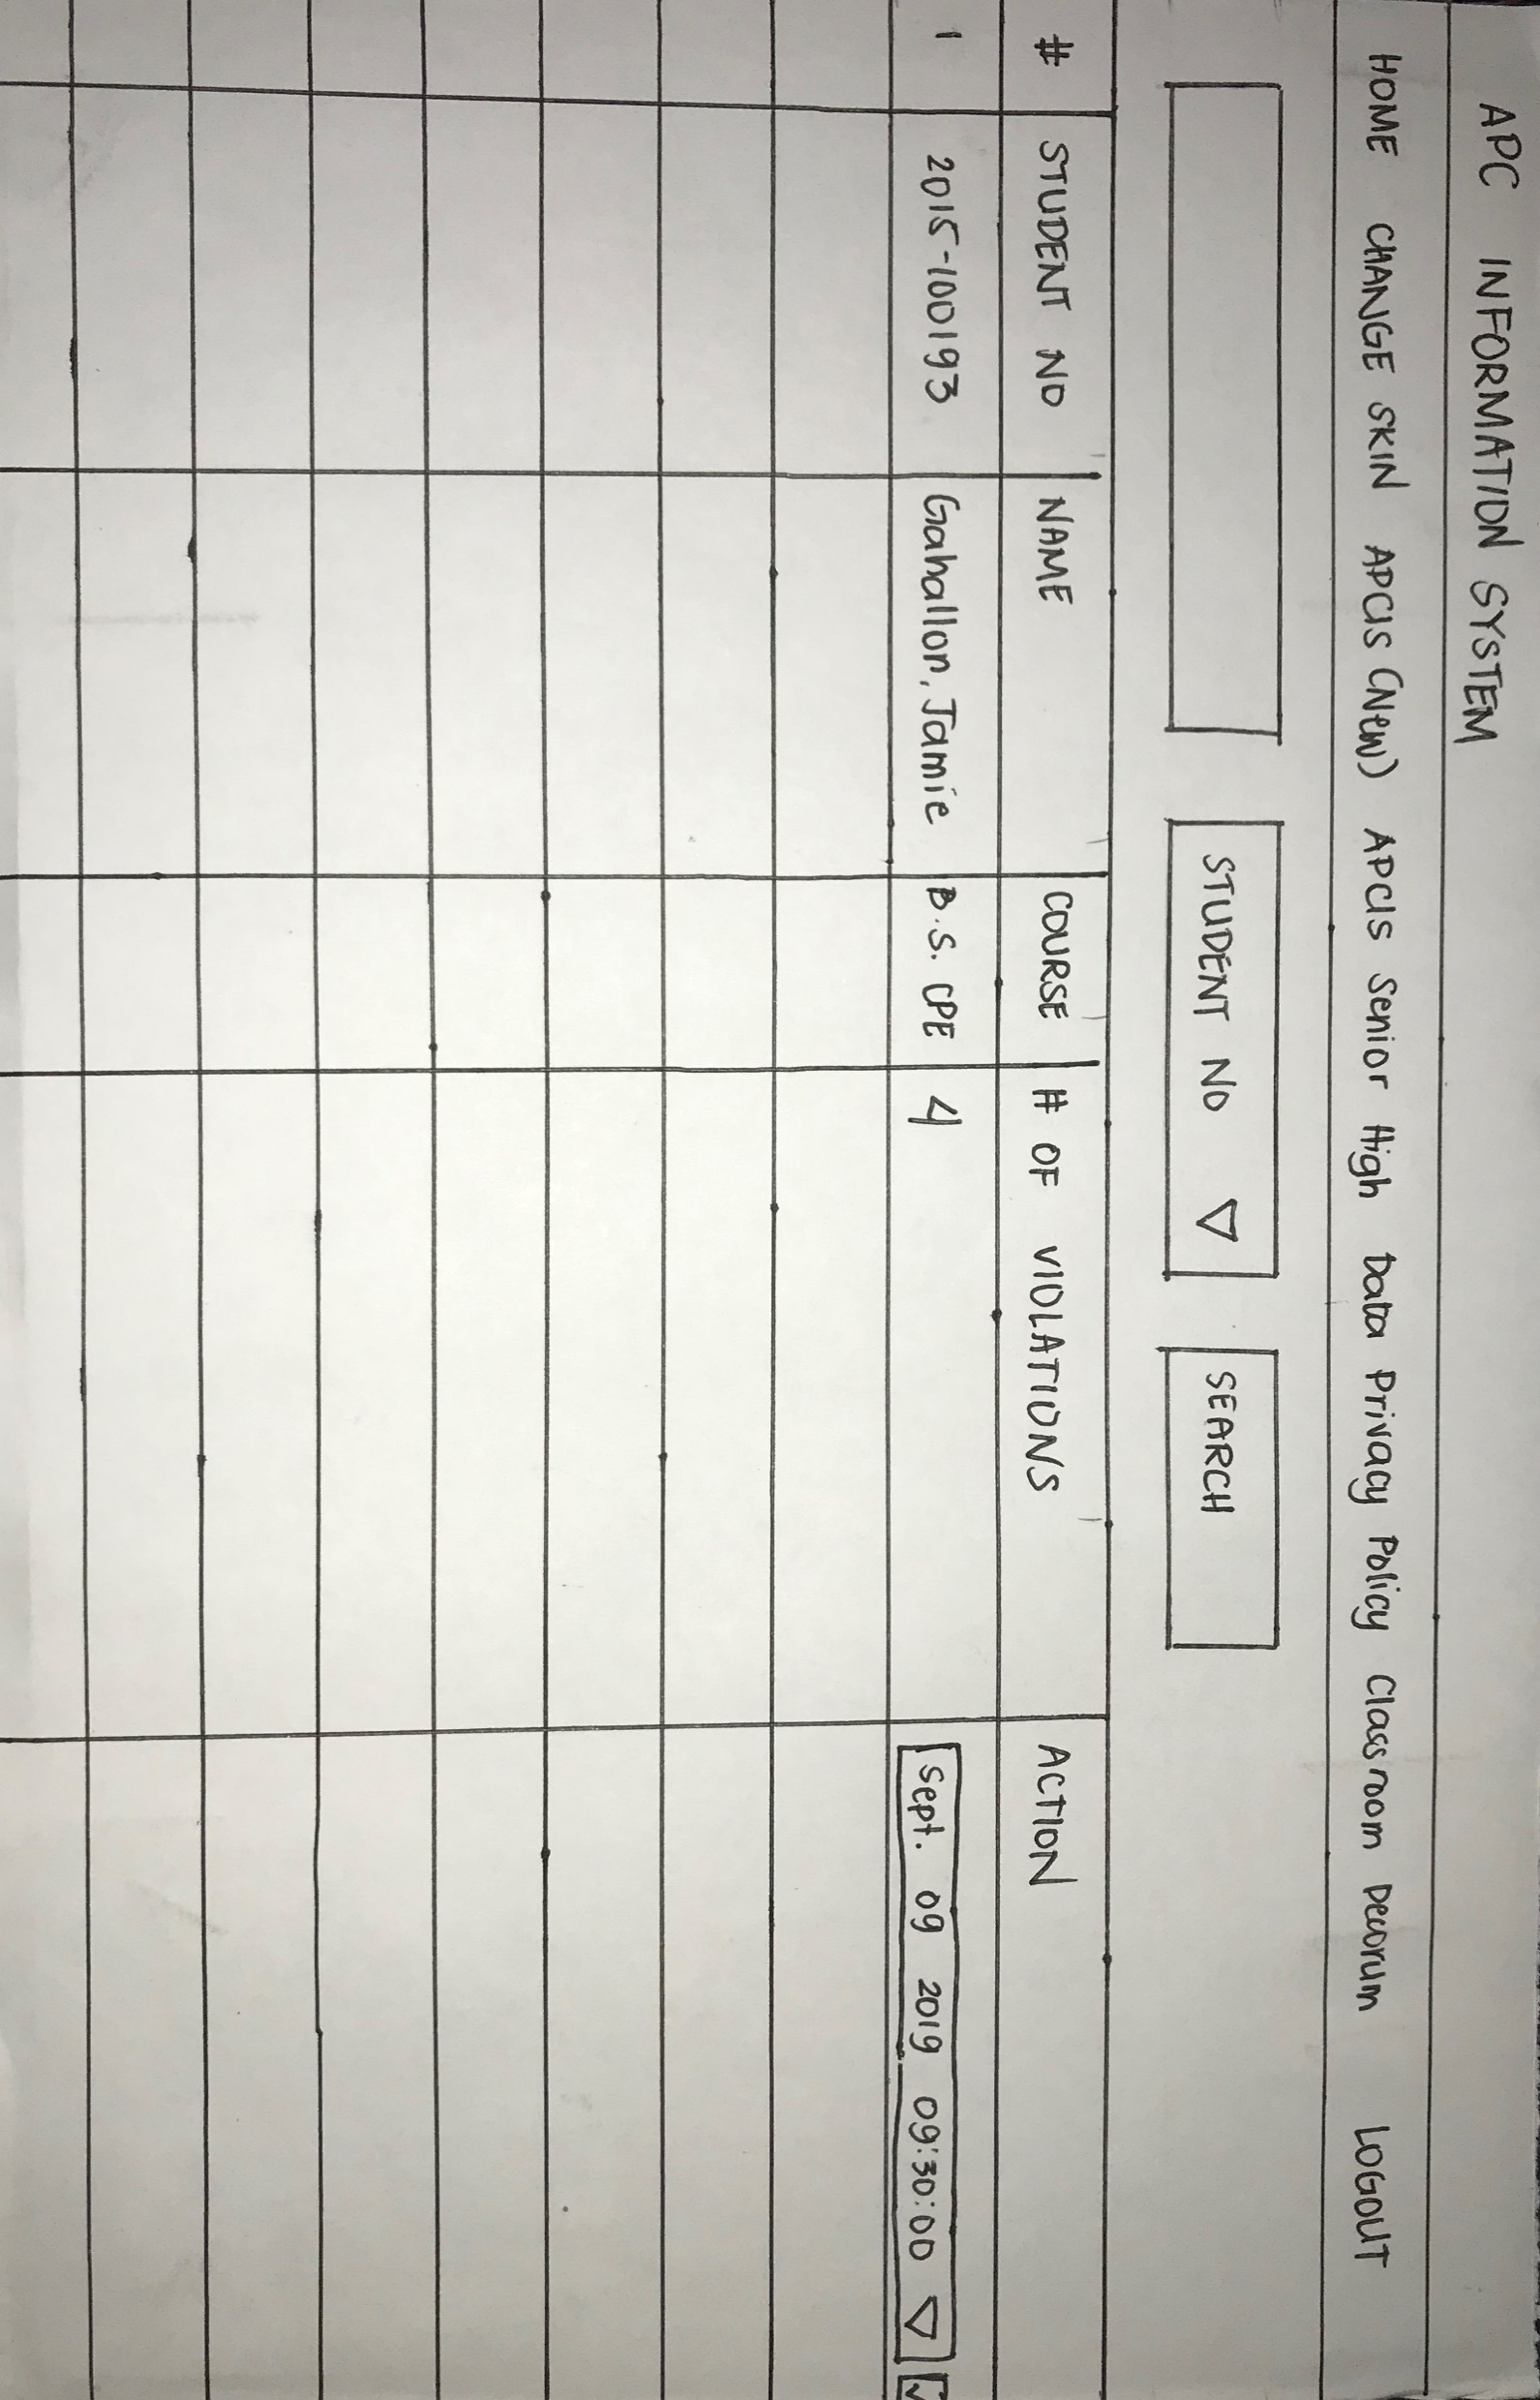 APC INFORMATION SYSTEM
HOME CHANGE SKIN APCIS (New) APCIS Senior High Data Privacy Policy Classroom Decorum LOGOUT
STUDENT NO ▽ SEARCH
# STUDENT NO NAME COURSE # OF VIOLATIONS ACTION
1 2015-100193 Gahallon, Jamie B.S. CPE 4 Sept. 09 2019 09:30:00 ▽